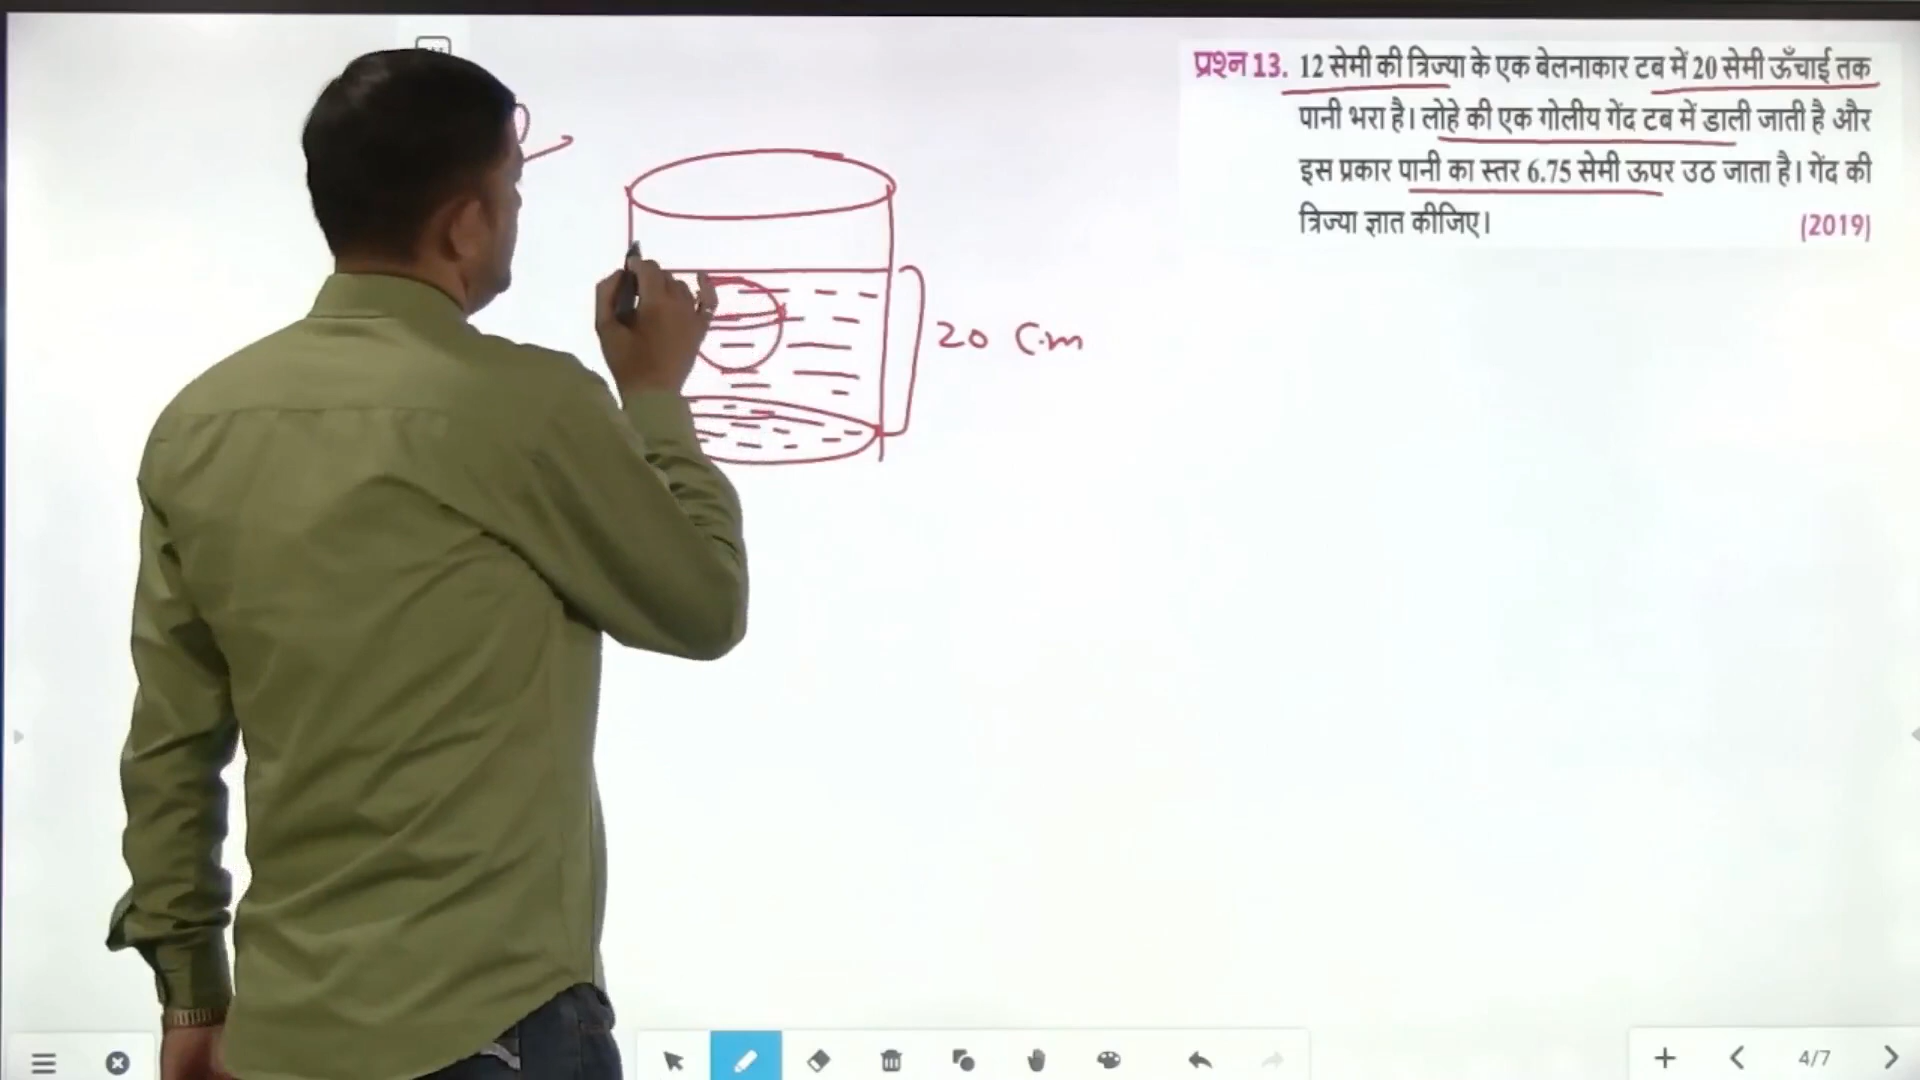 प्रश्न 13. 12 सेमी की त्रिज्या के एक बेलनाकार टब में 20 सेमी ऊँचाई तक
पानी भरा है। लोहे की एक गोलीय गेंद टब में डाली जाती है और
इस प्रकार पानी का स्तर 6.75 सेमी ऊपर उठ जाता है। गेंद की
त्रिज्या ज्ञात कीजिए। (2019)
20 C.m
4/7